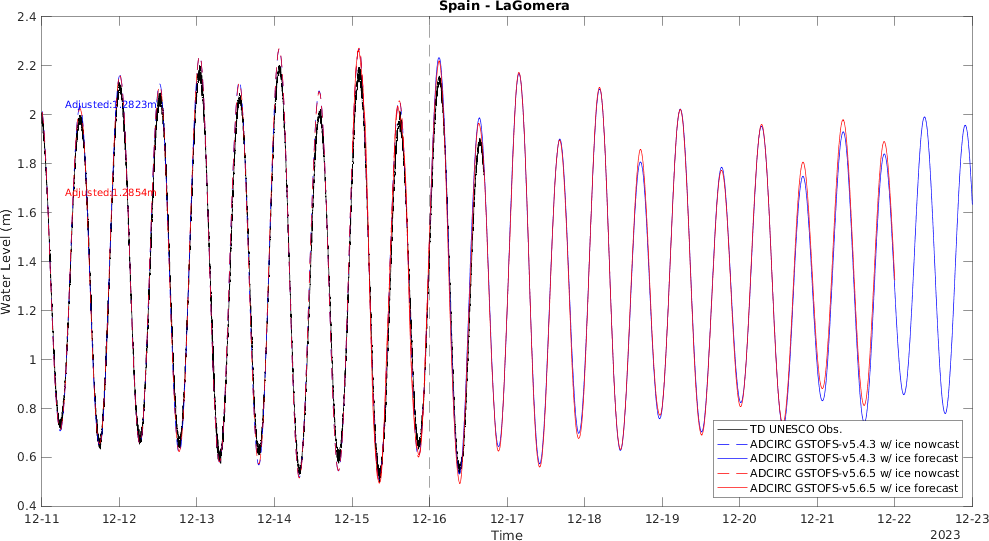 Spain - LaGomera
2.4
2.2
2
1.8
1.6
1.4
1.2
1
0.8
0.6
0.4
Water Level (m)
Adjusted:1.2823m
Adjusted:1.2854m
TD UNESCO Obs.
ADCIRC GSTOFS-v5.4.3 w/ ice nowcast
ADCIRC GSTOFS-v5.4.3 w/ ice forecast
ADCIRC GSTOFS-v5.6.5 w/ ice nowcast
ADCIRC GSTOFS-v5.6.5 w/ ice forecast
12-11 12-12 12-13 12-14 12-15 12-16 12-17 12-18 12-19 12-20 12-21 12-22 12-23
Time
2023